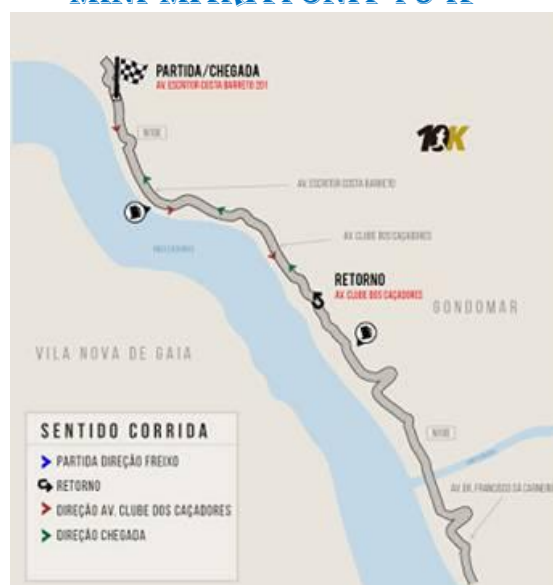 PARTIDA/CHEGADA
AV. ESCRITOR COSTA BARRETO 201
10K
N108
AV. ESCRITOR COSTA BARRETO
AV. CLUBE DOS CAÇADORES
RETORNO
AV. CLUBE DOS CAÇADORES
GONDOMAR
VILA NOVA DE GAIA
N108
AV. DR. FRANCISCO SÁ CARNEIRO
SENTIDO CORRIDA
PARTIDA DIREÇÃO FREIXO
RETORNO
DIREÇÃO AV. CLUBE DOS CAÇADORES
DIREÇÃO CHEGADA